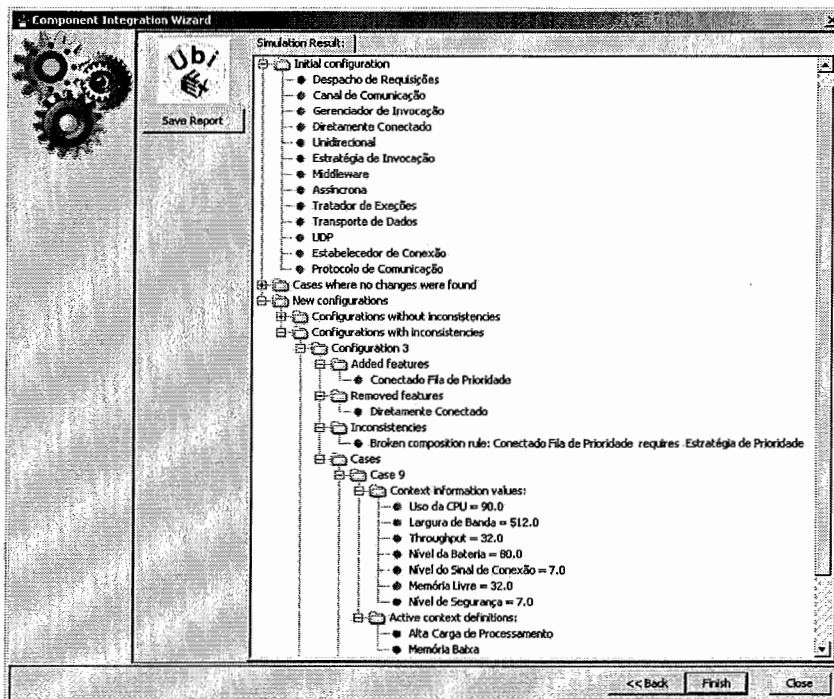 Component Integration Wizard
Ubi
Ex
Save Report
Simulation Result:
Initial configuration
Despacho de Requisições
Canal de Comunicação
Gerenciador de Invocação
Diretamente Conectado
Unidirecional
Estratégia de Invocação
Middleware
Assíncrona
Tratador de Exeções
Transporte de Dados
UDP
Estabelecedor de Conexão
Protocolo de Comunicação
Cases where no changes were found
New configurations
Configurations without inconsistencies
Configurations with inconsistencies
Configuration 3
Added features
Conectado Fila de Prioridade
Removed features
Diretamente Conectado
Inconsistencies
Broken composition rule: Conectado Fila de Prioridade requires Estratégia de Prioridade
Cases
Case 9
Context information values:
Uso da CPU = 90.0
Largura de Banda = 512.0
Throughput = 32.0
Nível da Bateria = 80.0
Nível do Sinal de Conexão = 7.0
Memória Livre = 32.0
Nível de Segurança = 7.0
Active context definitions:
Alta Carga de Processamento
Memória Baixa
<< Back Finish Close